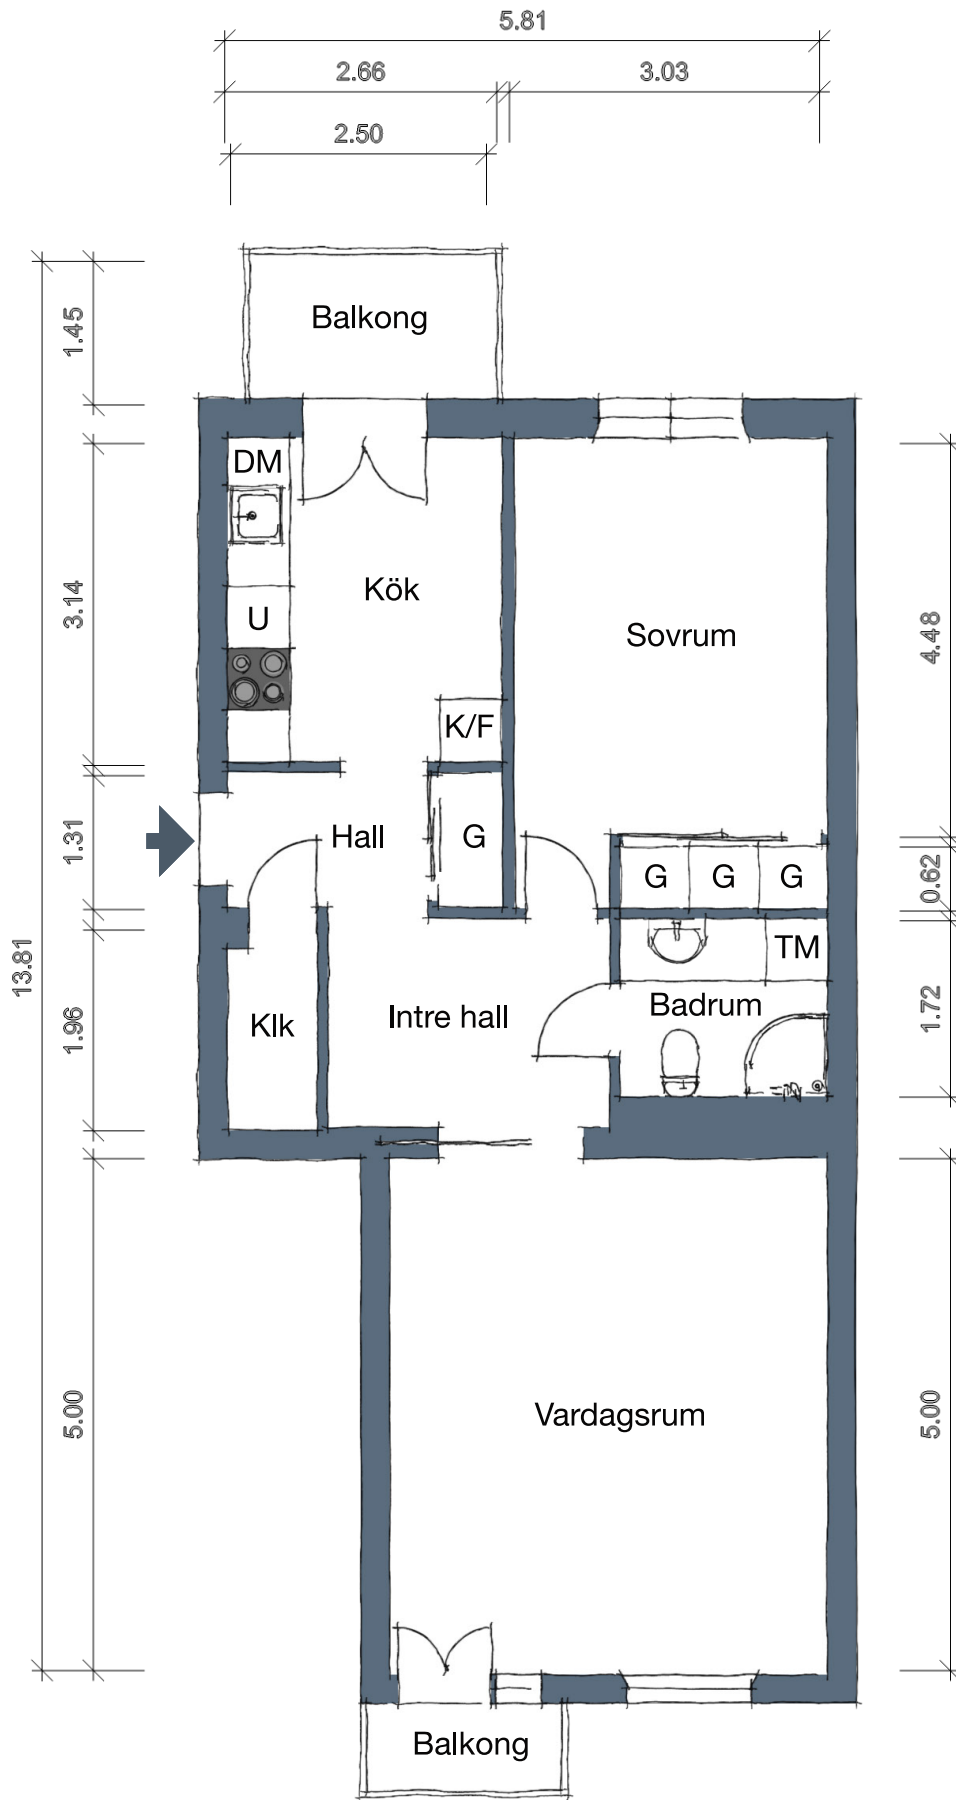 5.81
2.66 3.03
2.50
Balkong
1.45
DM
3.14
Kök
U
Sovrum
4.48
K/F
1.31
Hall
G
G G G
0.62
13.81
1.96
TM
Klk
Intre hall
Badrum
1.72
5.00
Vardagsrum
5.00
Balkong